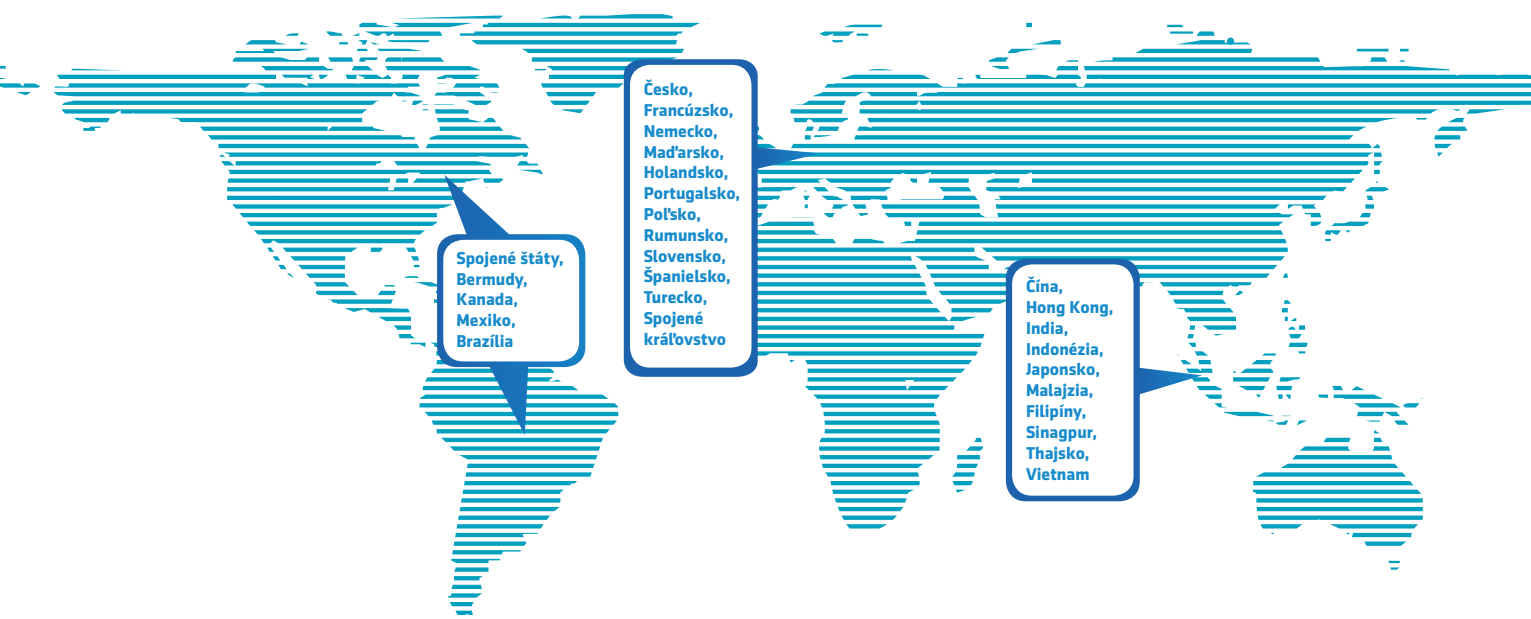 Spojené štáty,
Bermudy,
Kanada,
Mexiko,
Brazília
Česko,
Francúzsko,
Nemecko,
Maďarsko,
Holandsko,
Portugalsko,
Poľsko,
Rumunsko,
Slovensko,
Španielsko,
Turecko,
Spojené
kráľovstvo
Čína,
Hong Kong,
India,
Indonézia,
Japonsko,
Malajzia,
Filipíny,
Sinagpur,
Thajsko,
Vietnam